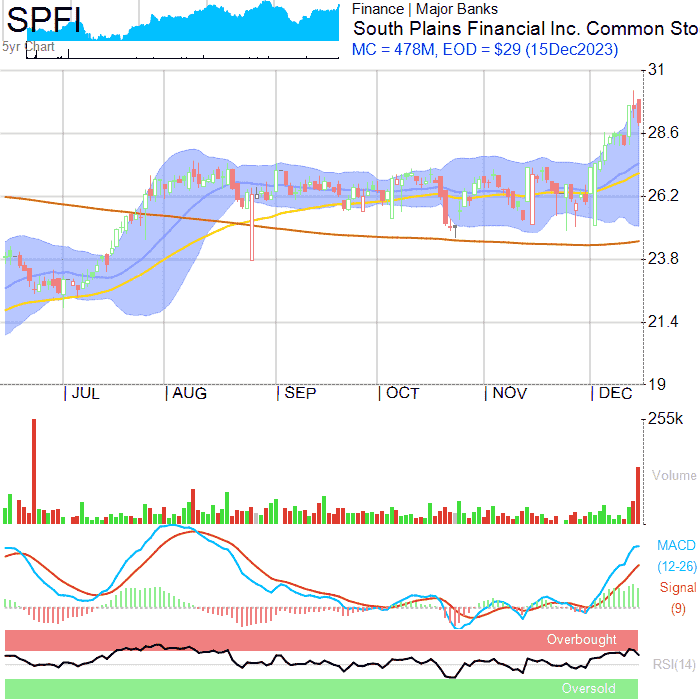 SPFI
5yr Chart
Finance | Major Banks
South Plains Financial Inc. Common Sto
MC = 478M, EOD = $29 (15Dec2023)
31
28.6
26.2
23.8
21.4
19
JUL AUG SEP OCT NOV DEC
255k
Volume
MACD
(12-26)
Signal
(9)
Overbought
RSI(14)
Oversold